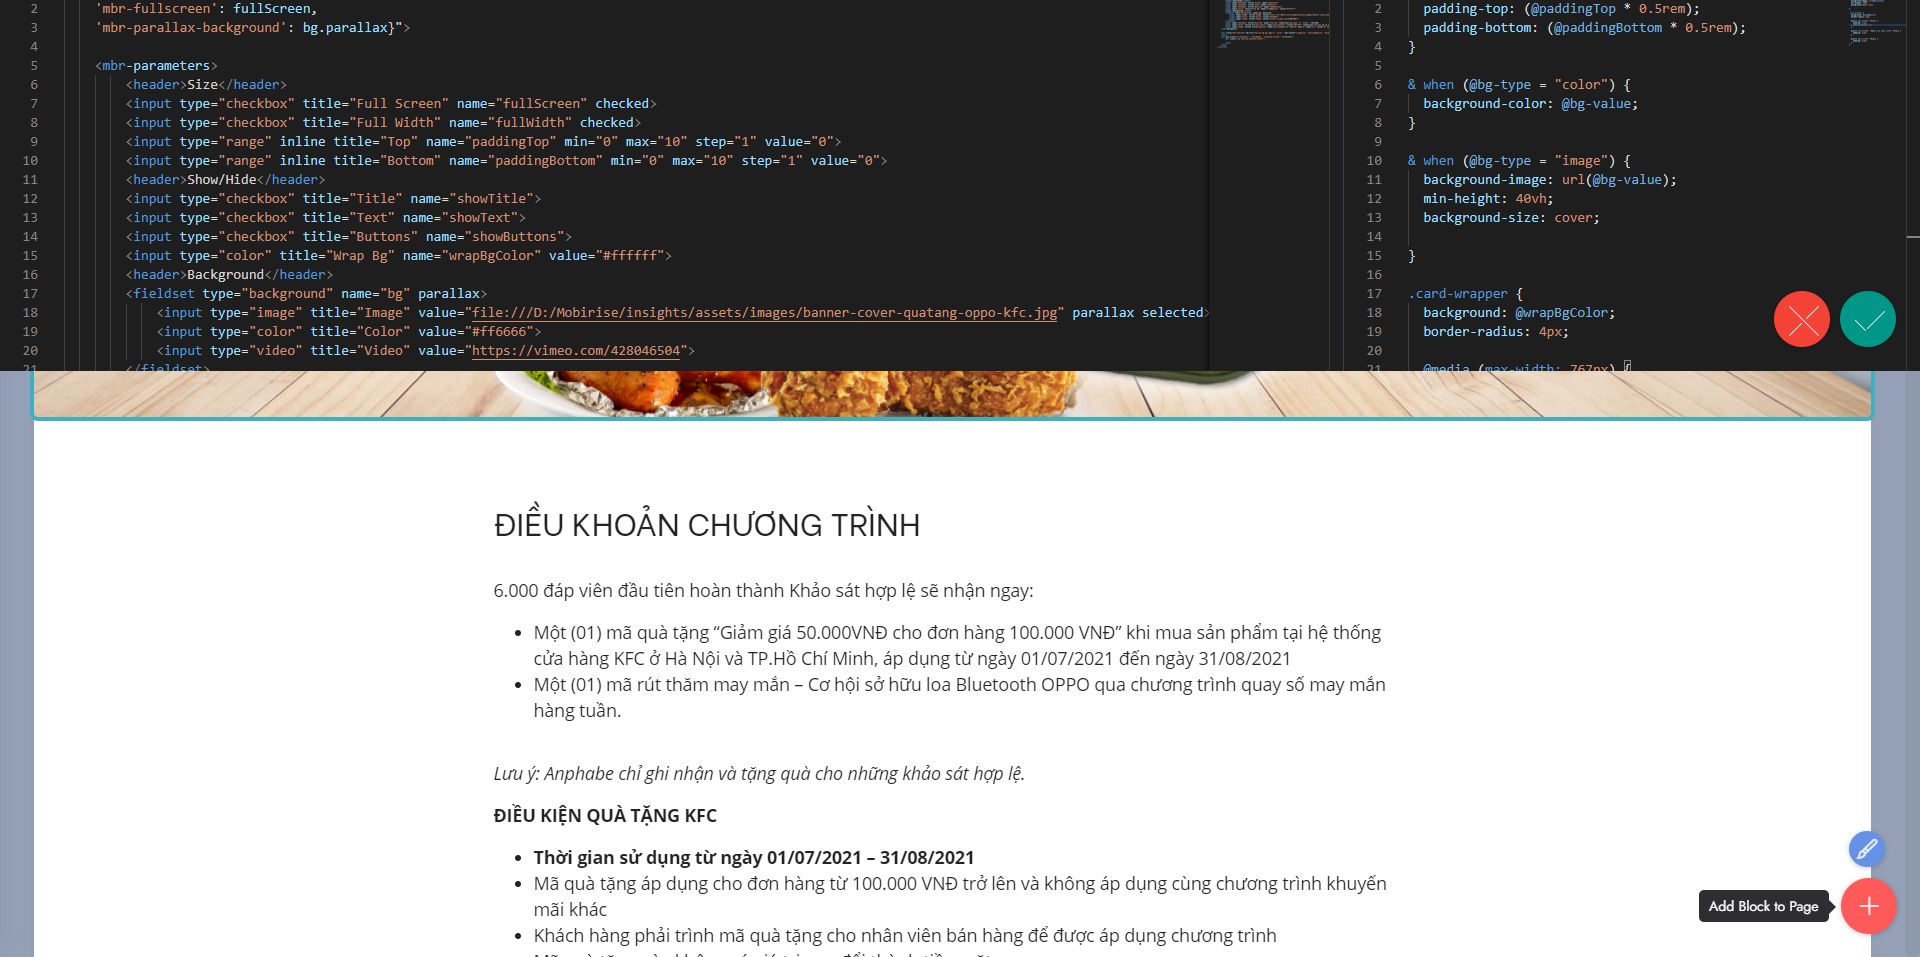 2 'mbr-fullscreen': fullScreen,
3 'mbr-parallax-background': bg.parallax}">
4
5 <mbr-parameters>
6 <header>Size</header>
7 <input type="checkbox" title="Full Screen" name="fullScreen" checked>
8 <input type="checkbox" title="Full Width" name="fullWidth" checked>
9 <input type="range" inline title="Top" name="paddingTop" min="0" max="10" step="1" value="0">
10 <input type="range" inline title="Bottom" name="paddingBottom" min="0" max="10" step="1" value="0">
11 <header>Show/Hide</header>
12 <input type="checkbox" title="Title" name="showTitle">
13 <input type="checkbox" title="Text" name="showText">
14 <input type="checkbox" title="Buttons" name="showButtons">
15 <input type="color" title="Wrap Bg" name="wrapBgColor" value="#ffffff">
16 <header>Background</header>
17 <fieldset type="background" name="bg" parallax>
18 <input type="image" title="Image" value="file:///D:/Mobirise/insights/assets/images/banner-cover-quatang-oppo-kfc.jpg" parallax selected>
19 <input type="color" title="Color" value="#ff6666">
20 <input type="video" title="Video" value="https://vimeo.com/428046504">
21 </fieldset>
2 padding-top: (@paddingTop * 0.5rem);
3 padding-bottom: (@paddingBottom * 0.5rem);
4 }
5
6 & when (@bg-type = "color") {
7 background-color: @bg-value;
8 }
9
10 & when (@bg-type = "image") {
11 background-image: url(@bg-value);
12 min-height: 40vh;
13 background-size: cover;
14
15 }
16
17 .card-wrapper {
18 background: @wrapBgColor;
19 border-radius: 4px;
20
21 @media (max-width: 767px) {
ĐIỀU KHOẢN CHƯƠNG TRÌNH
6.000 đáp viên đầu tiên hoàn thành Khảo sát hợp lệ sẽ nhận ngay:
• Một (01) mã quà tặng “Giảm giá 50.000VNĐ cho đơn hàng 100.000 VNĐ” khi mua sản phẩm tại hệ thống
cửa hàng KFC ở Hà Nội và TP.Hồ Chí Minh, áp dụng từ ngày 01/07/2021 đến ngày 31/08/2021
• Một (01) mã rút thăm may mắn – Cơ hội sở hữu loa Bluetooth OPPO qua chương trình quay số may mắn
hàng tuần.
Lưu ý: Anphabe chỉ ghi nhận và tặng quà cho những khảo sát hợp lệ.
ĐIỀU KIỆN QUÀ TẶNG KFC
• Thời gian sử dụng từ ngày 01/07/2021 – 31/08/2021
• Mã quà tặng áp dụng cho đơn hàng từ 100.000 VNĐ trở lên và không áp dụng cùng chương trình khuyến
mãi khác
• Khách hàng phải trình mã quà tặng cho nhân viên bán hàng để được áp dụng chương trình
Add Block to Page